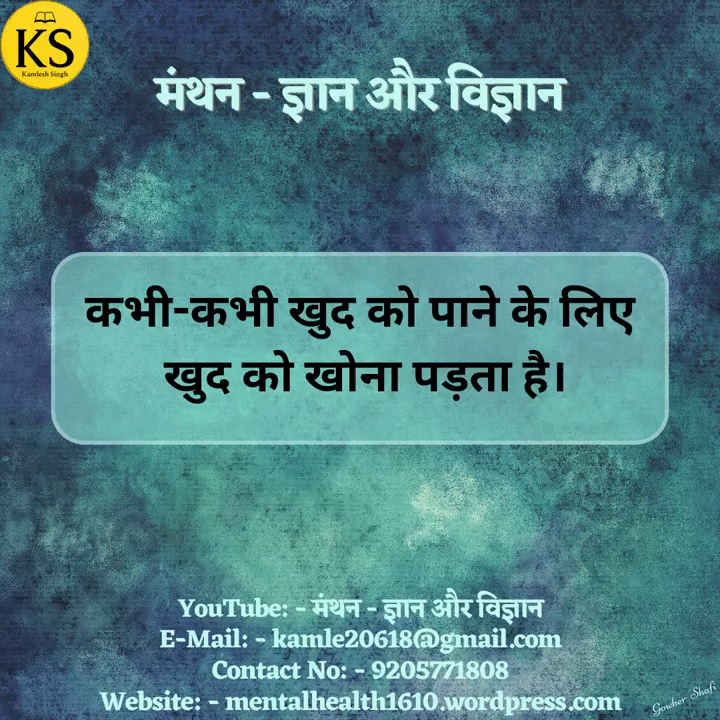 KS
Kamlesh Singh
मंथन - ज्ञान और विज्ञान
कभी-कभी खुद को पाने के लिए
खुद को खोना पड़ता है।
YouTube: - मंथन - ज्ञान और विज्ञान
E-Mail: - kamle20618@gmail.com
Contact No: - 9205771808
Website: - mentalhealth1610.wordpress.com
Gowher Shafi